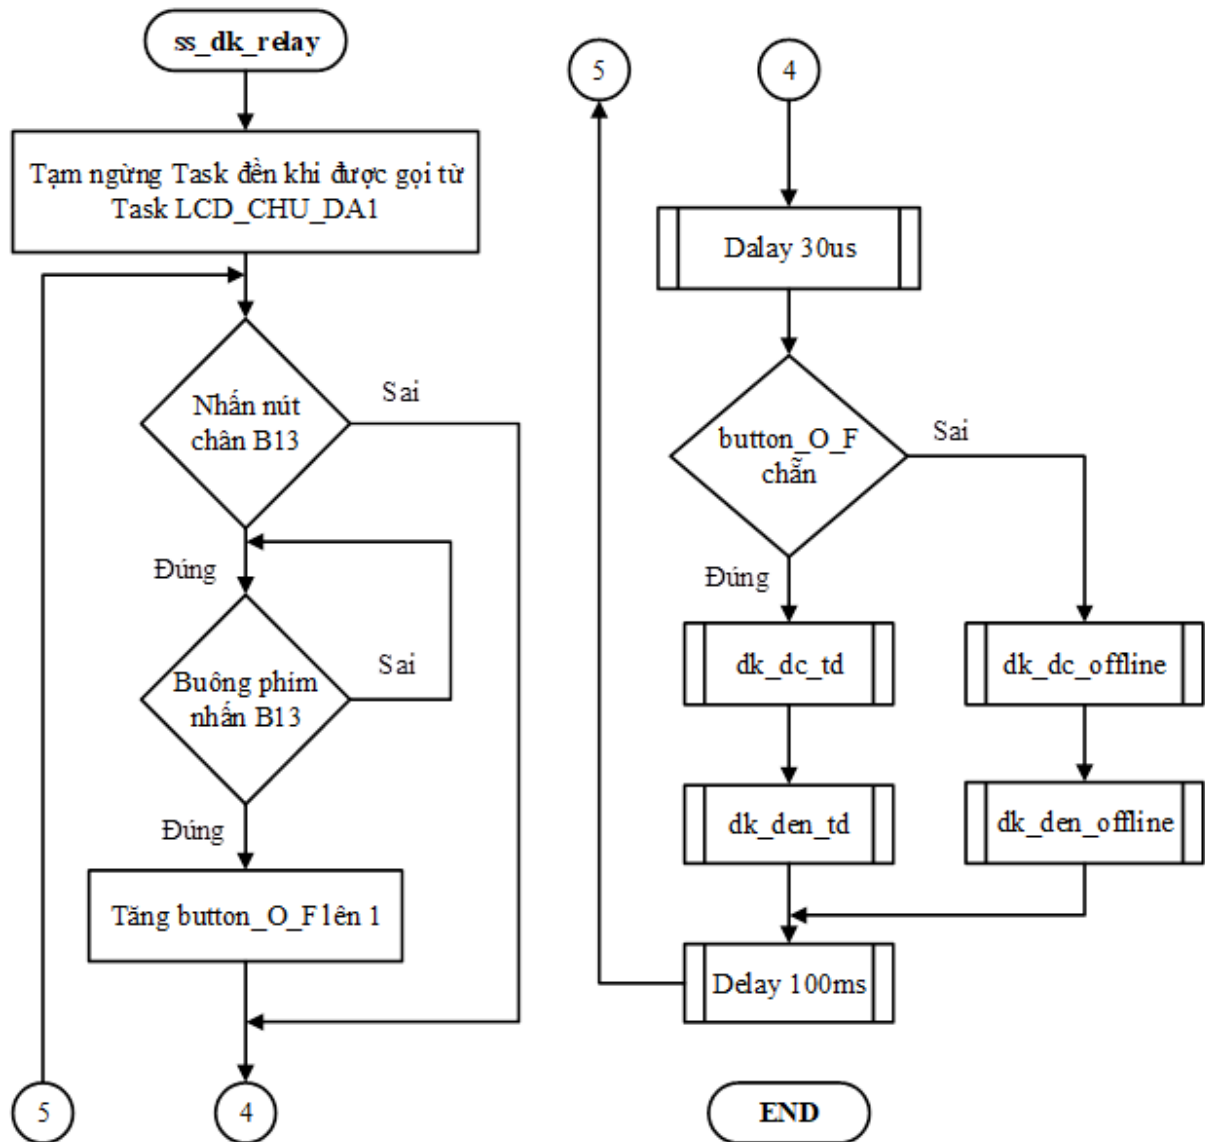 ss_dk_relay
Tạm ngừng Task đền khi được gọi từ
Task LCD_CHU_DA1
Nhấn nút
chân B13
Sai
Đúng
Buông phím
nhấn B13
Sai
Đúng
Tăng button_O_F lên 1
5
4
5
4
Dalay 30us
button_O_F
chẵn
Sai
Đúng
dk_dc_td
dk_dc_offline
dk_den_td
dk_den_offline
Delay 100ms
END